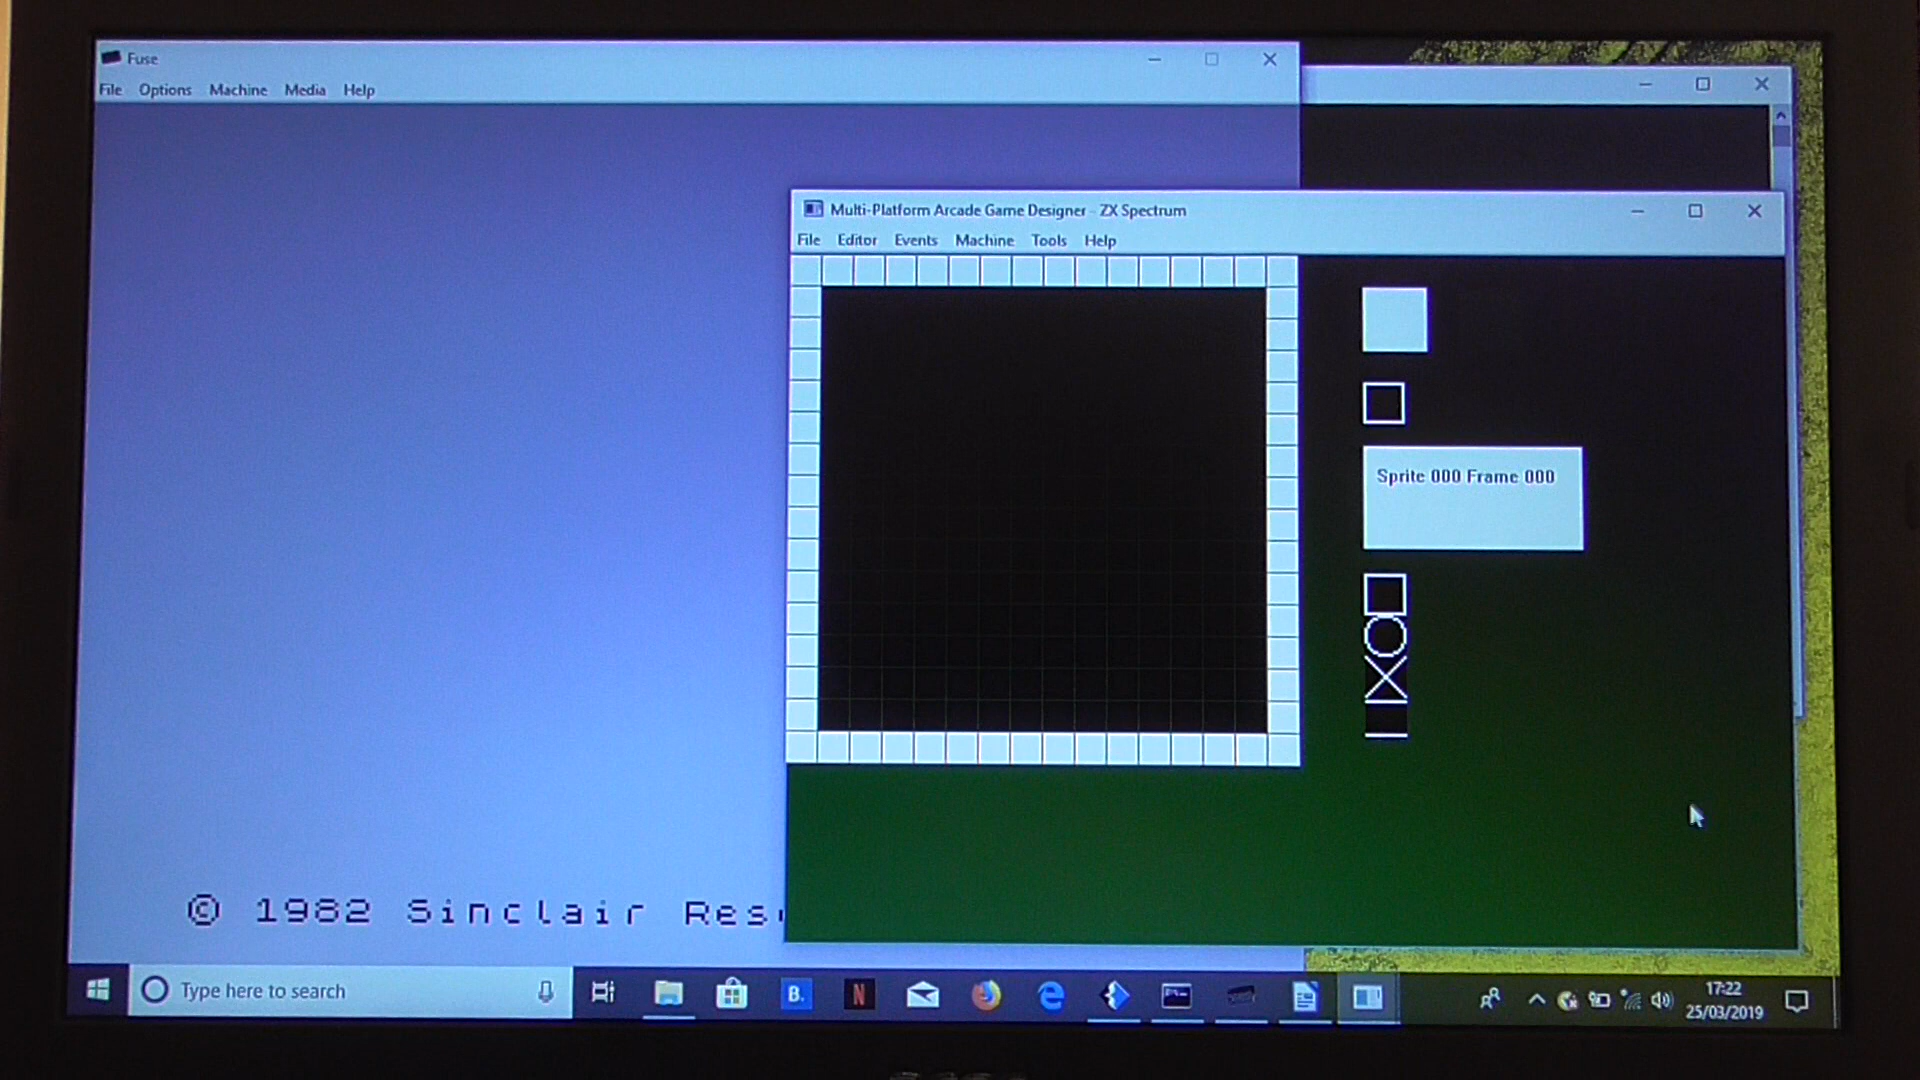 Fuse
File Options Machine Media Help
Multi-Platform Arcade Game Designer - ZX Spectrum
File Editor Events Machine Tools Help
Sprite 000 Frame 000
© 1982 Sinclair Res
Type here to search
B.
N
17:22
25/03/2019